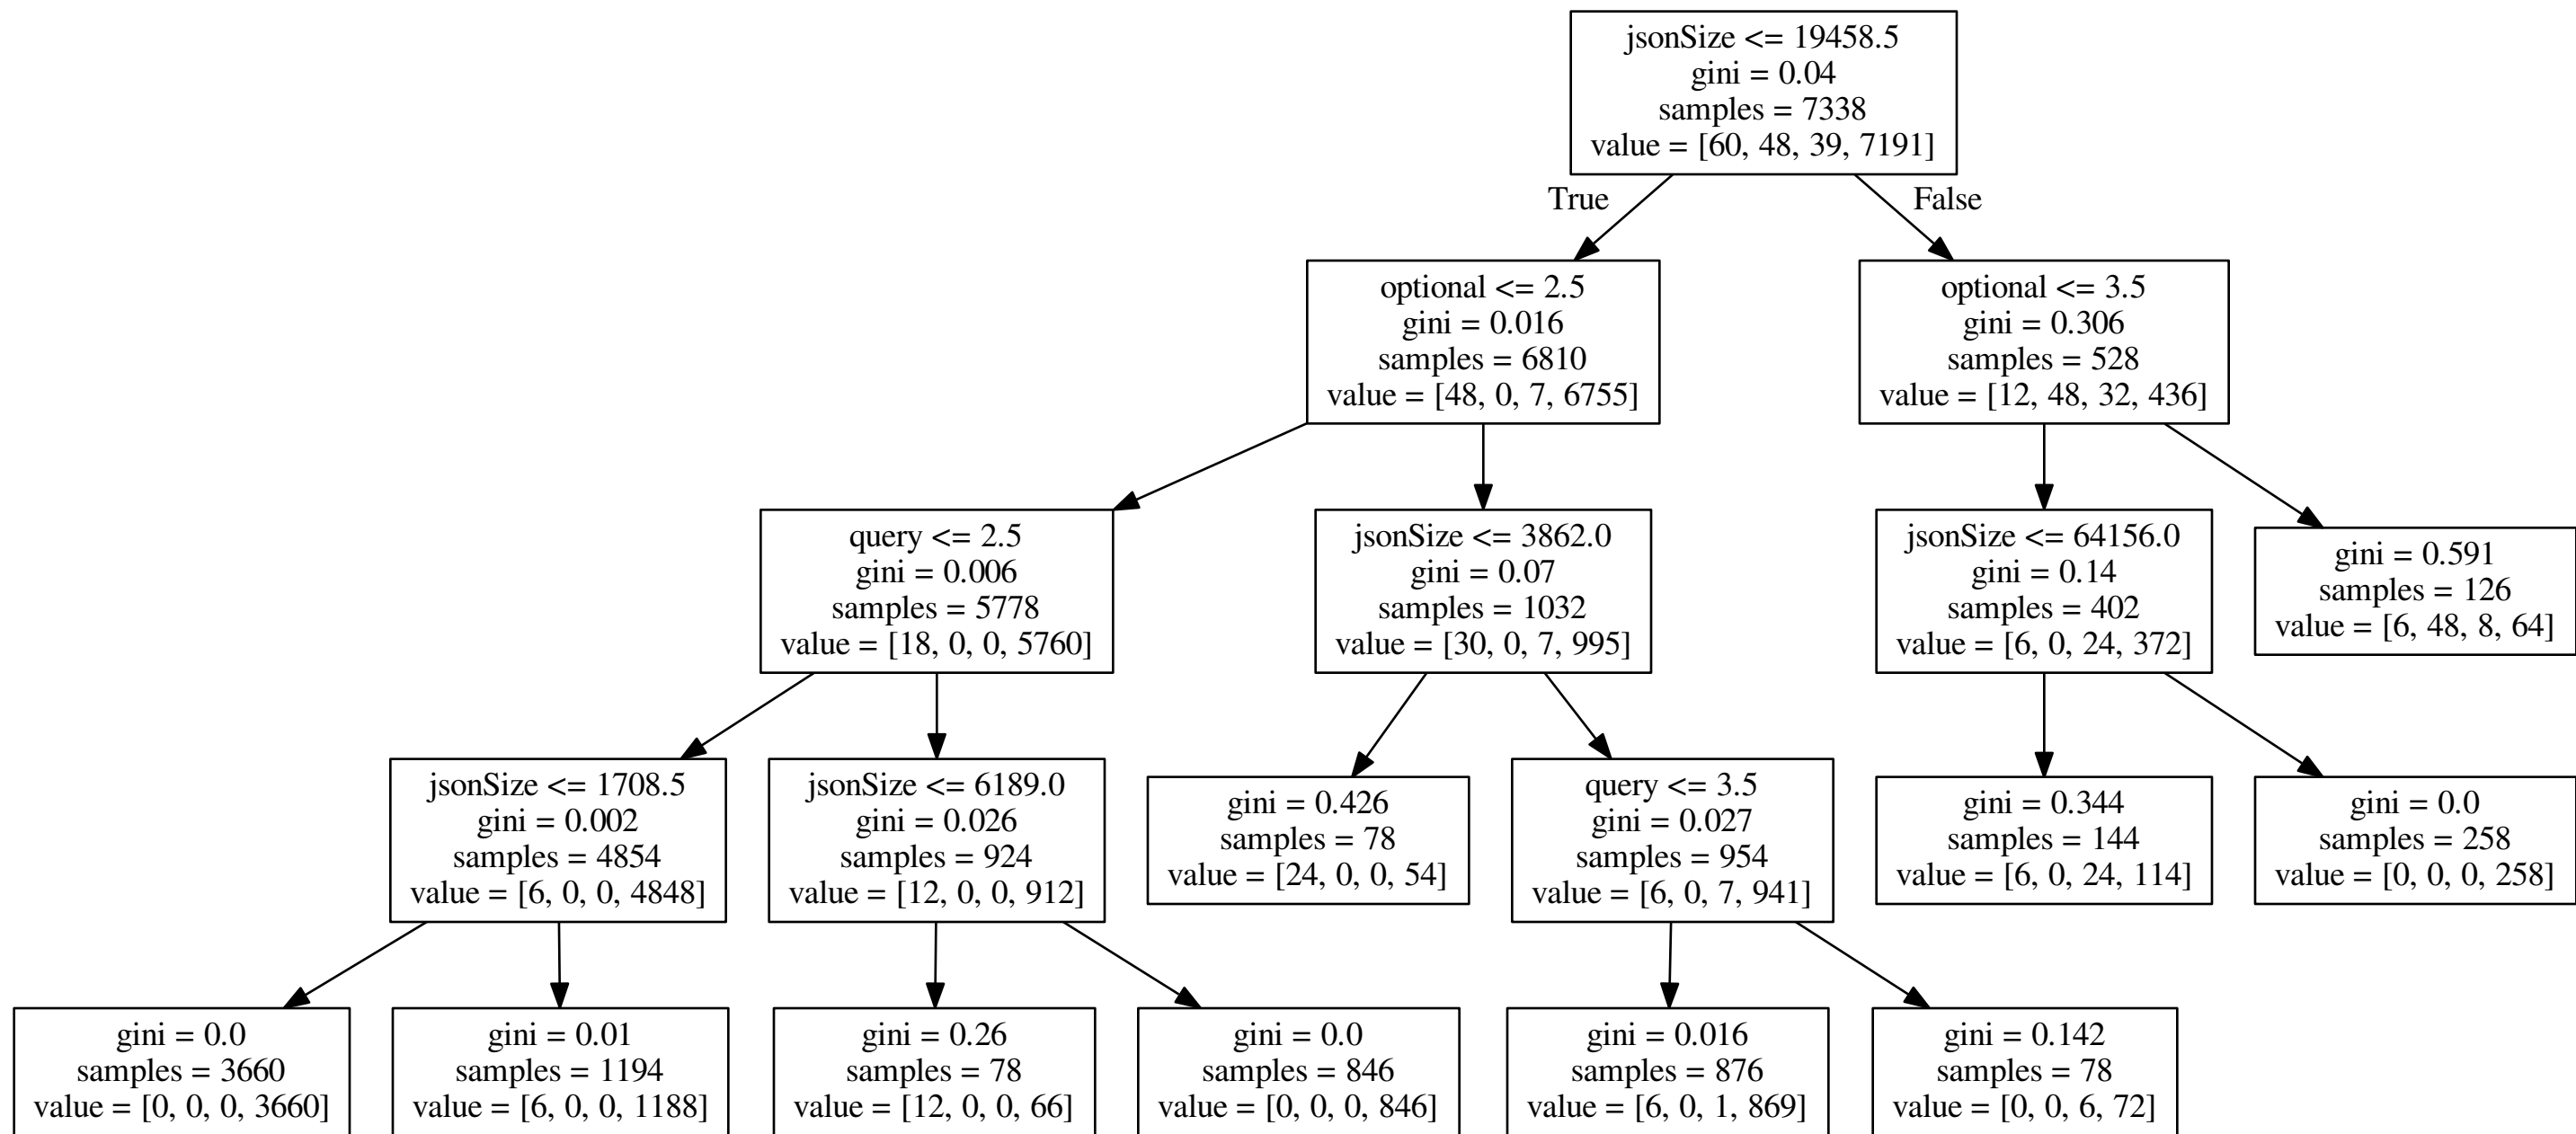 jsonSize <= 19458.5
gini = 0.04
samples = 7338
value = [60, 48, 39, 7191]
True
False
optional <= 2.5
gini = 0.016
samples = 6810
value = [48, 0, 7, 6755]
optional <= 3.5
gini = 0.306
samples = 528
value = [12, 48, 32, 436]
query <= 2.5
gini = 0.006
samples = 5778
value = [18, 0, 0, 5760]
jsonSize <= 3862.0
gini = 0.07
samples = 1032
value = [30, 0, 7, 995]
jsonSize <= 64156.0
gini = 0.14
samples = 402
value = [6, 0, 24, 372]
gini = 0.591
samples = 126
value = [6, 48, 8, 64]
jsonSize <= 1708.5
gini = 0.002
samples = 4854
value = [6, 0, 0, 4848]
jsonSize <= 6189.0
gini = 0.026
samples = 924
value = [12, 0, 0, 912]
gini = 0.426
samples = 78
value = [24, 0, 0, 54]
query <= 3.5
gini = 0.027
samples = 954
value = [6, 0, 7, 941]
gini = 0.344
samples = 144
value = [6, 0, 24, 114]
gini = 0.0
samples = 258
value = [0, 0, 0, 258]
gini = 0.0
samples = 3660
value = [0, 0, 0, 3660]
gini = 0.01
samples = 1194
value = [6, 0, 0, 1188]
gini = 0.26
samples = 78
value = [12, 0, 0, 66]
gini = 0.0
samples = 846
value = [0, 0, 0, 846]
gini = 0.016
samples = 876
value = [6, 0, 1, 869]
gini = 0.142
samples = 78
value = [0, 0, 6, 72]